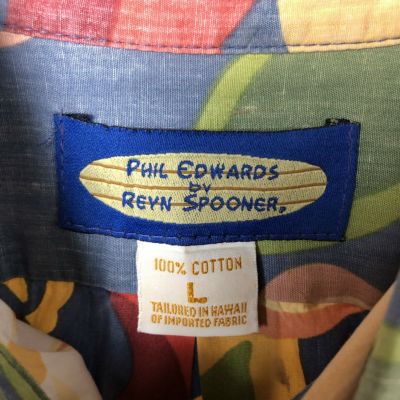 PHIL EDWARDS
BY
REYN SPOONER.
100% COTTON
L
TAILORED IN HAWAII
OF IMPORTED FABRIC